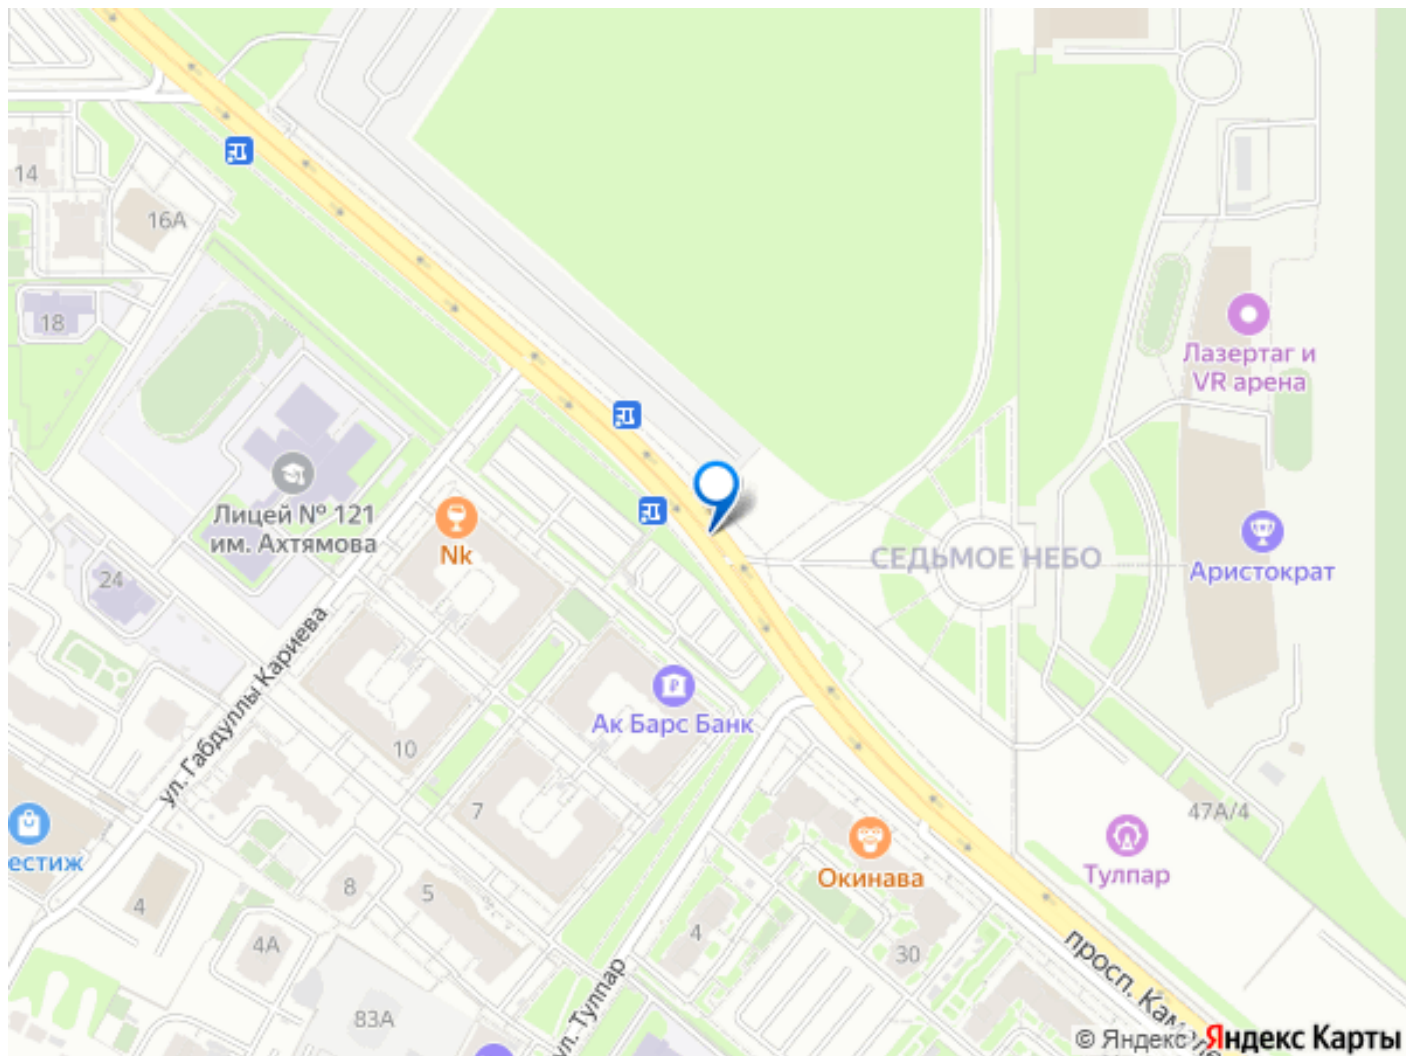 14
16А
18
Лазертаг и
VR арена
Лицей № 121
им. Ахтямова
Nk
СЕДЬМОЕ НЕБО
Аристократ
24
ул. Габдуллы Кариева
Ак Барс Банк
10
7
47А/4
естиж
Окинава
Тулпар
8
5
4
4А
4
30
83А
ул. Тулпар
просп. Камале
© Яндекс Яндекс Карты